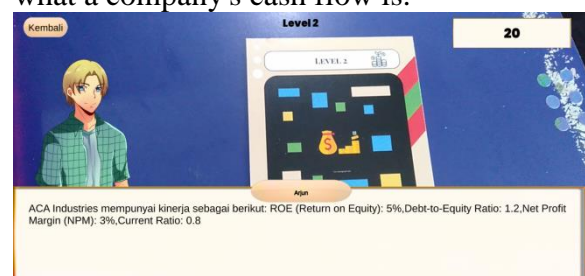 what a company's cash flow is.
Kembali
Level 2
20
LEVEL 2
Arjun
ACA Industries mempunyai kinerja sebagai berikut: ROE (Return on Equity): 5%,Debt-to-Equity Ratio: 1.2,Net Profit
Margin (NPM): 3%,Current Ratio: 0.8